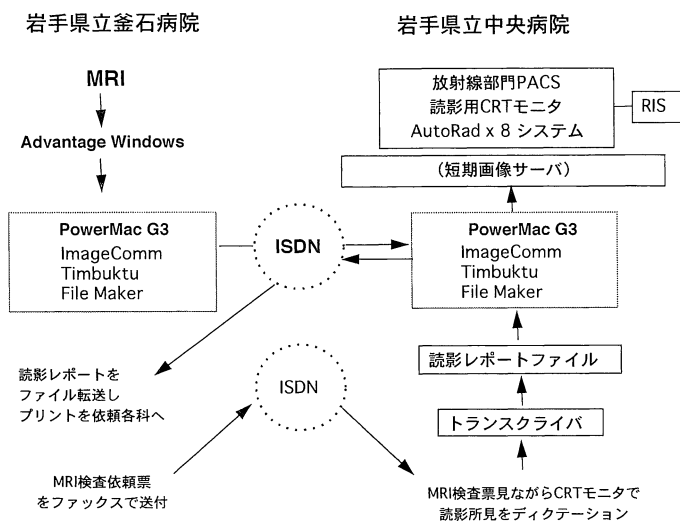 岩手県立釜石病院
岩手県立中央病院
MRI
Advantage Windows
放射線部門PACS
読影用CRTモニタ
AutoRad x 8 システム
RIS
（短期画像サーバ）
PowerMac G3
ImageComm
Timbuktu
File Maker
ISDN
PowerMac G3
ImageComm
Timbuktu
File Maker
読影レポートを
ファイル転送し
プリントを依頼各科へ
ISDN
読影レポートファイル
トランスクライバ
MRI検査依頼票
をファックスで送付
MRI検査票見ながらCRTモニタで
読影所見をディクテーション